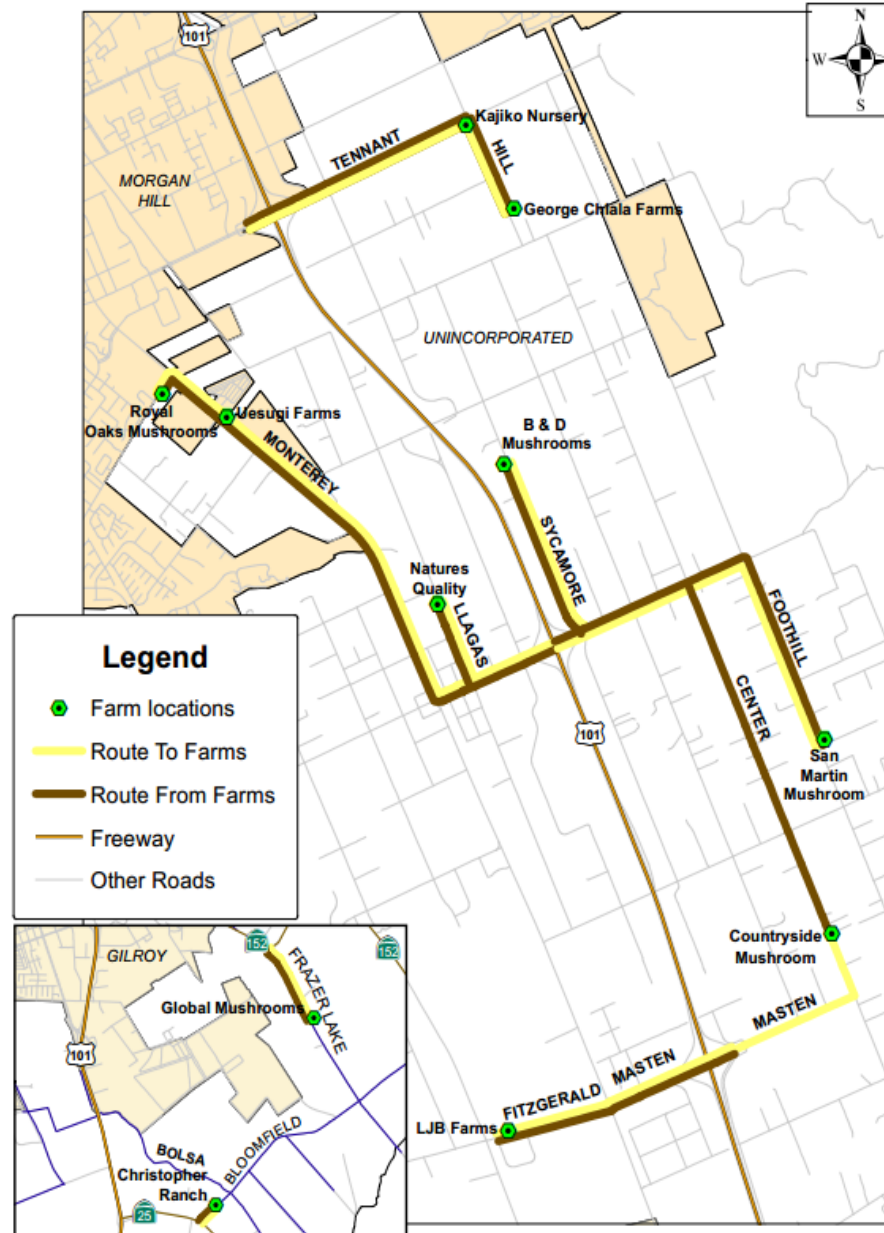 N
W
E
S
101
Kajiko Nursery
TENNANT
HILL
MORGAN
HILL
George Chiala Farms
UNINCORPORATED
Royal
Oaks Mushrooms
Uesugi Farms
B & D
Mushrooms
MONTEREY
SYCAMORE
Natures
Quality
LLAGAS
FOOTHILL
CENTER
101
San
Martin
Mushroom
Countryside
Mushroom
MASTEN
MASTEN
FITZGERALD
LJB Farms
Legend
Farm locations
Route To Farms
Route From Farms
Freeway
Other Roads
GILROY
152
152
FRAZER LAKE
Global Mushrooms
101
BOLSA
BLOOMFIELD
Christopher
Ranch
25